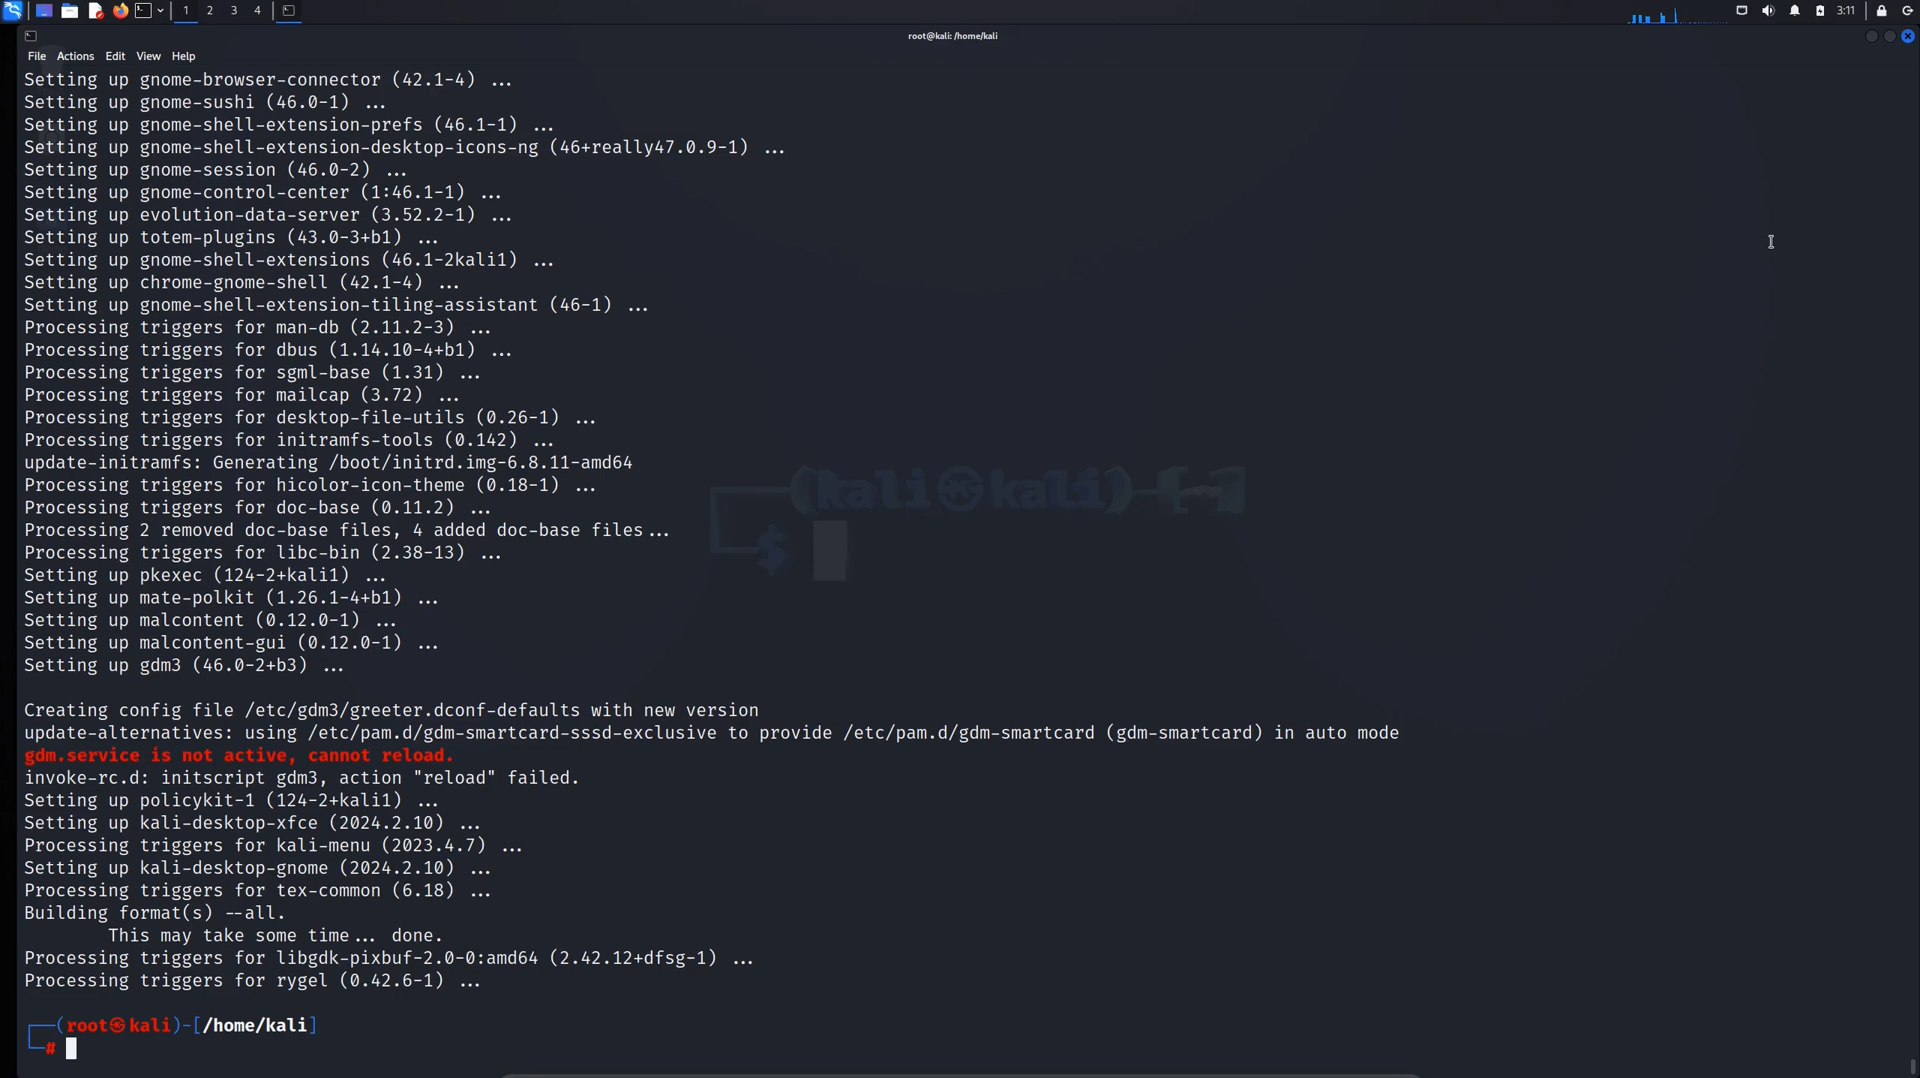 1 2 3 4
3:11
root@kali: /home/kali
File Actions Edit View Help
Setting up gnome-browser-connector (42.1-4) ...
Setting up gnome-sushi (46.0-1) ...
Setting up gnome-shell-extension-prefs (46.1-1) ...
Setting up gnome-shell-extension-desktop-icons-ng (46+really47.0.9-1) ...
Setting up gnome-session (46.0-2) ...
Setting up gnome-control-center (1:46.1-1) ...
Setting up evolution-data-server (3.52.2-1) ...
Setting up totem-plugins (43.0-3+b1) ...
Setting up gnome-shell-extensions (46.1-2kali1) ...
Setting up chrome-gnome-shell (42.1-4) ...
Setting up gnome-shell-extension-tiling-assistant (46-1) ...
Processing triggers for man-db (2.11.2-3) ...
Processing triggers for dbus (1.14.10-4+b1) ...
Processing triggers for sgml-base (1.31) ...
Processing triggers for mailcap (3.72) ...
Processing triggers for desktop-file-utils (0.26-1) ...
Processing triggers for initramfs-tools (0.142) ...
update-initramfs: Generating /boot/initrd.img-6.8.11-amd64
Processing triggers for hicolor-icon-theme (0.18-1) ...
Processing triggers for doc-base (0.11.2) ...
Processing 2 removed doc-base files, 4 added doc-base files...
Processing triggers for libc-bin (2.38-13) ...
Setting up pkexec (124-2+kali1) ...
Setting up mate-polkit (1.26.1-4+b1) ...
Setting up malcontent (0.12.0-1) ...
Setting up malcontent-gui (0.12.0-1) ...
Setting up gdm3 (46.0-2+b3) ...
(kali㉿kali)-[~]
$
Creating config file /etc/gdm3/greeter.dconf-defaults with new version
update-alternatives: using /etc/pam.d/gdm-smartcard-sssd-exclusive to provide /etc/pam.d/gdm-smartcard (gdm-smartcard) in auto mode
gdm.service is not active, cannot reload.
invoke-rc.d: initscript gdm3, action "reload" failed.
Setting up policykit-1 (124-2+kali1) ...
Setting up kali-desktop-xfce (2024.2.10) ...
Processing triggers for kali-menu (2023.4.7) ...
Setting up kali-desktop-gnome (2024.2.10) ...
Processing triggers for tex-common (6.18) ...
Building format(s) --all.
This may take some time... done.
Processing triggers for libgdk-pixbuf-2.0-0:amd64 (2.42.12+dfsg-1) ...
Processing triggers for rygel (0.42.6-1) ...
┌──(root㉿kali)-[/home/kali]
└─#